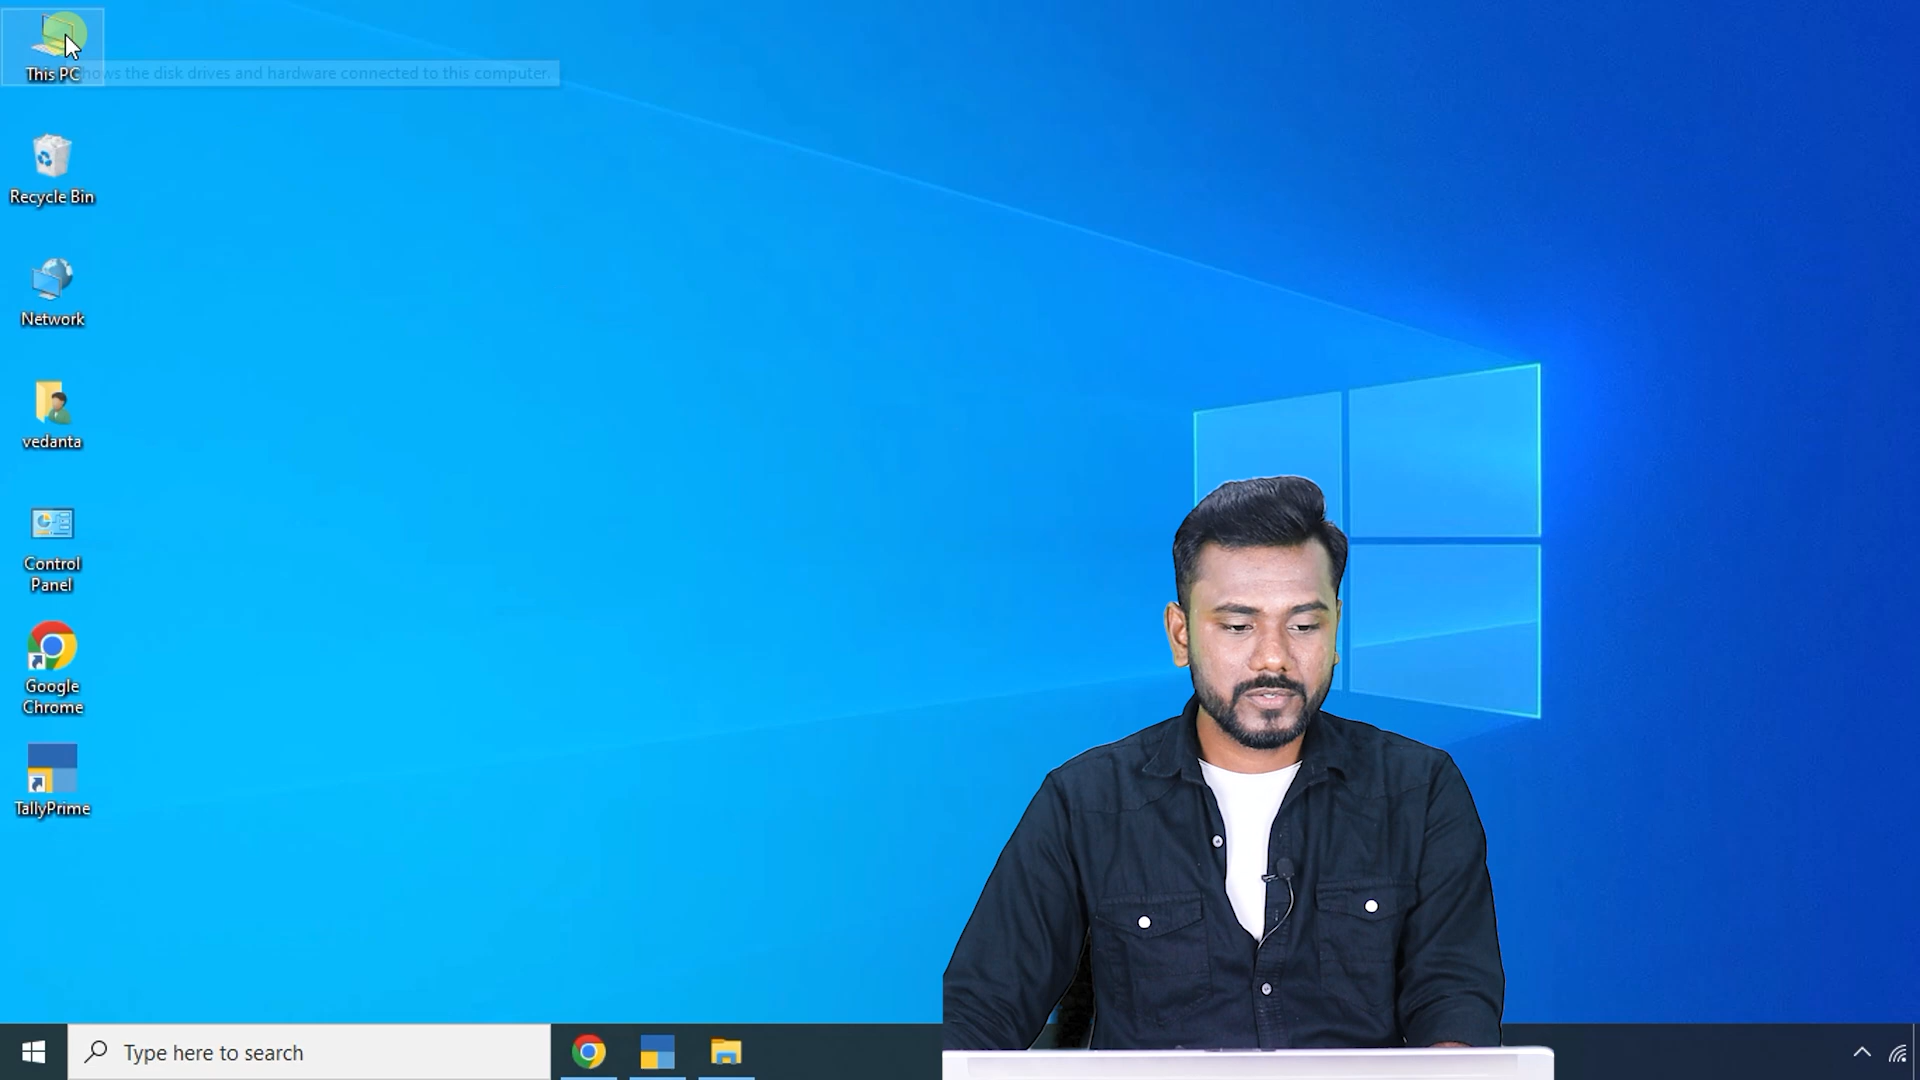 This PC
Shows the disk drives and hardware connected to this computer.
Recycle Bin
Network
vedanta
Control
Panel
Google
Chrome
TallyPrime
Type here to search